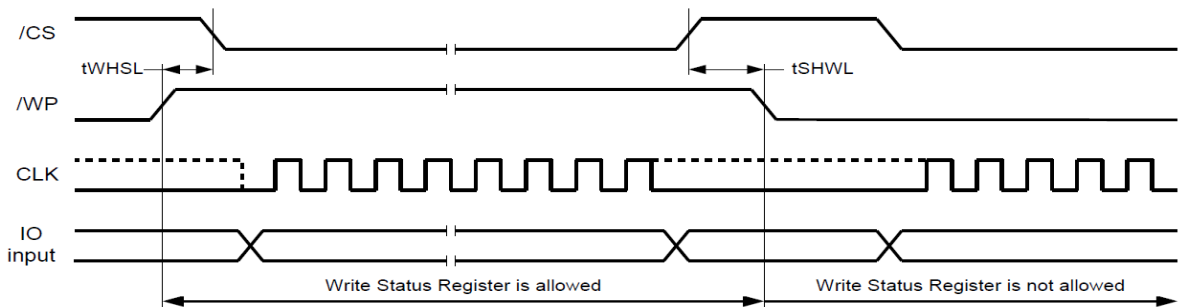 /CS
tWHSL
tSHWL
/WP
CLK
IO
input
Write Status Register is allowed
Write Status Register is not allowed